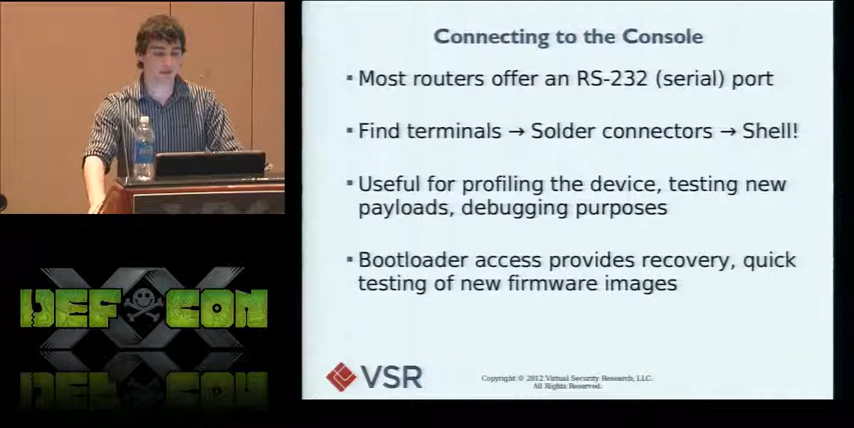 Connecting to the Console
▪ Most routers offer an RS-232 (serial) port
▪ Find terminals → Solder connectors → Shell!
▪ Useful for profiling the device, testing new
payloads, debugging purposes
▪ Bootloader access provides recovery, quick
testing of new firmware images
DEF CON
XX
VSR
Copyright © 2012 Virtual Security Research, LLC.
All Rights Reserved.